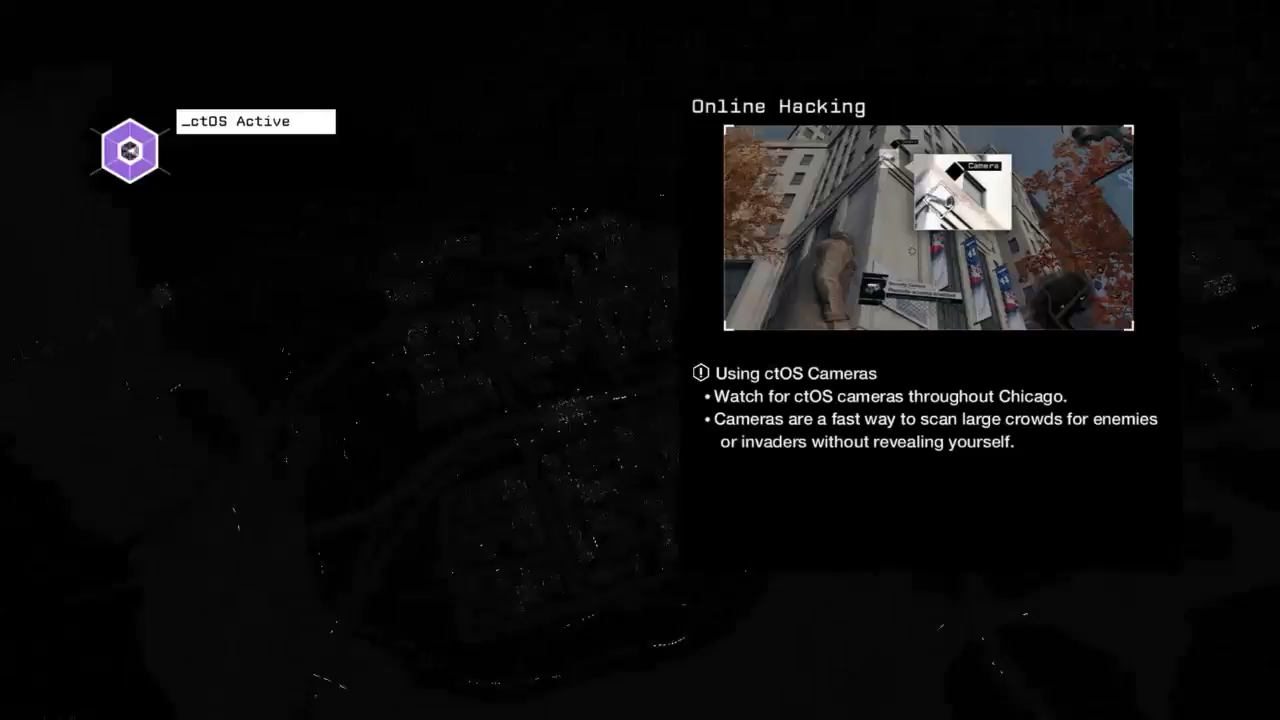 _ctOS Active
Online Hacking
Camera
Using ctOS Cameras
• Watch for ctOS cameras throughout Chicago.
• Cameras are a fast way to scan large crowds for enemies
or invaders without revealing yourself.